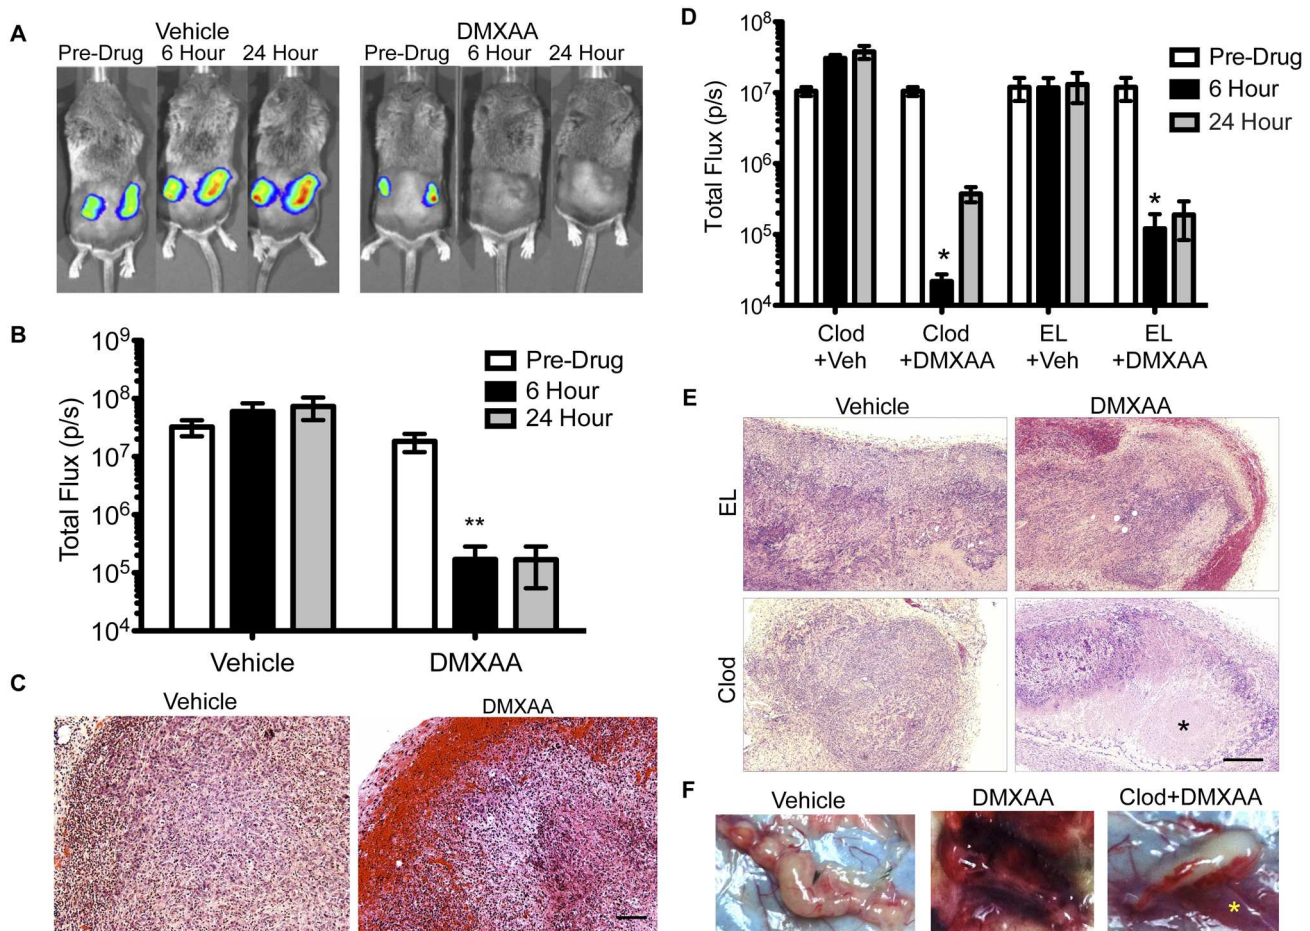 A
Vehicle
Pre-Drug 6 Hour 24 Hour
DMXAA
Pre-Drug 6 Hour 24 Hour
B
10⁹
10⁸
10⁷
10⁶
10⁵
10⁴
Total Flux (p/s)
Pre-Drug
6 Hour
24 Hour
**
Vehicle
DMXAA
C
Vehicle
DMXAA
D
10⁸
10⁷
10⁶
10⁵
10⁴
Total Flux (p/s)
Pre-Drug
6 Hour
24 Hour
*
*
Clod
+Veh
Clod
+DMXAA
EL
+Veh
EL
+DMXAA
E
Vehicle
DMXAA
EL
Clod
*
F
Vehicle
DMXAA
Clod+DMXAA
*